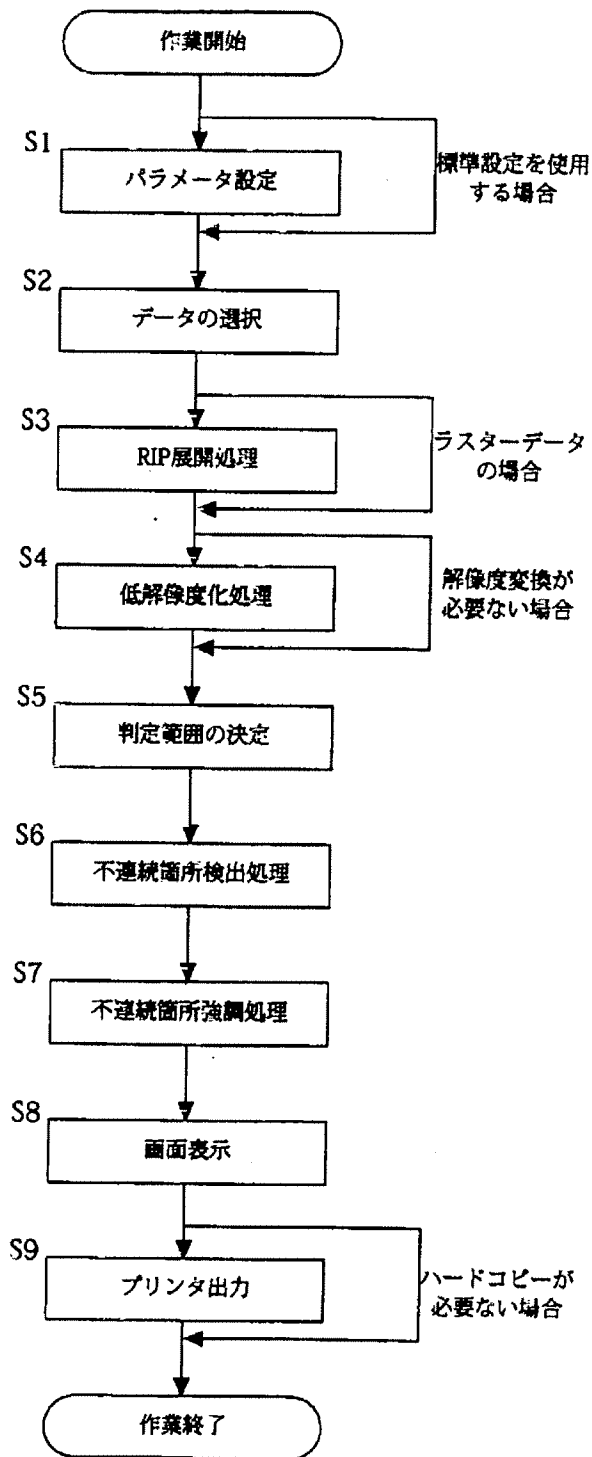 作業開始
S1
パラメータ設定
標準設定を使用
する場合
S2
データの選択
S3
RIP展開処理
ラスターデータ
の場合
S4
低解像度化処理
解像度変換が
必要ない場合
S5
判定範囲の決定
S6
不連続箇所検出処理
S7
不連続箇所強調処理
S8
画面表示
S9
プリンタ出力
ハードコピーが
必要ない場合
作業終了